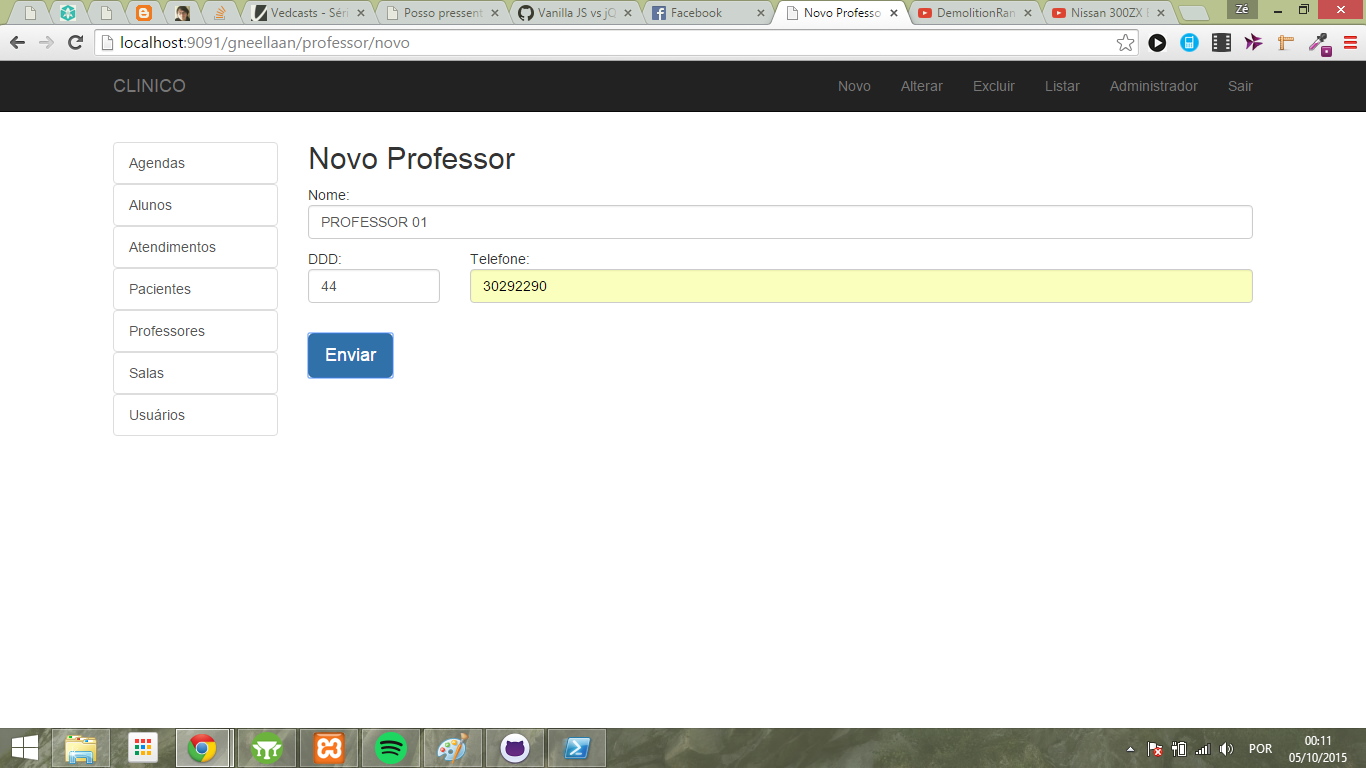 Vedcasts - Séri
Posso pressent
Vanilla JS vs jQ
Facebook
Novo Professo
DemolitionRan
Nissan 300ZX
Zé
localhost:9091/gneellaan/professor/novo
CLINICO
Novo
Alterar
Excluir
Listar
Administrador
Sair
Agendas
Alunos
Atendimentos
Pacientes
Professores
Salas
Usuários
Novo Professor
Nome:
PROFESSOR 01
DDD:
Telefone:
44
30292290
Enviar
POR
00:11
05/10/2015